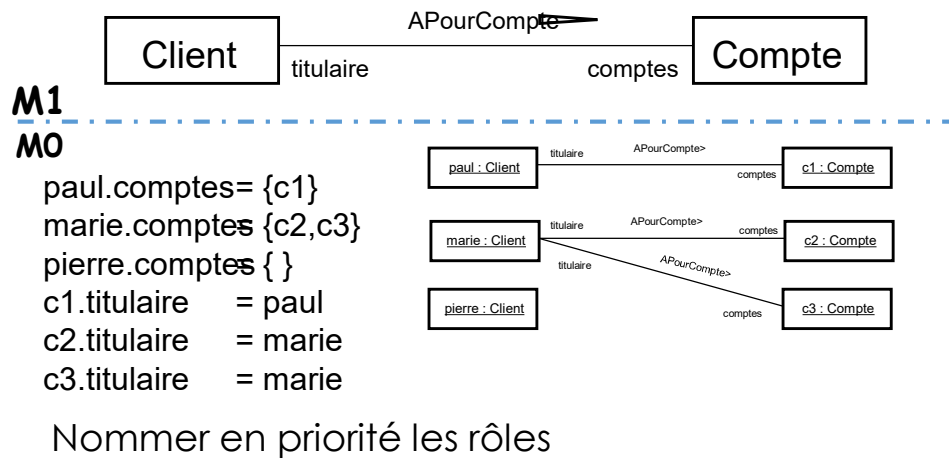 APourCompte
Client
titulaire
comptes
Compte
M1
M0
paul.comptes= {c1}
marie.comptes= {c2,c3}
pierre.comptes= { }
c1.titulaire = paul
c2.titulaire = marie
c3.titulaire = marie
paul : Client
titulaire
APourCompte>
comptes
c1 : Compte
marie : Client
titulaire
APourCompte>
comptes
c2 : Compte
titulaire
APourCompte>
pierre : Client
comptes
c3 : Compte
Nommer en priorité les rôles